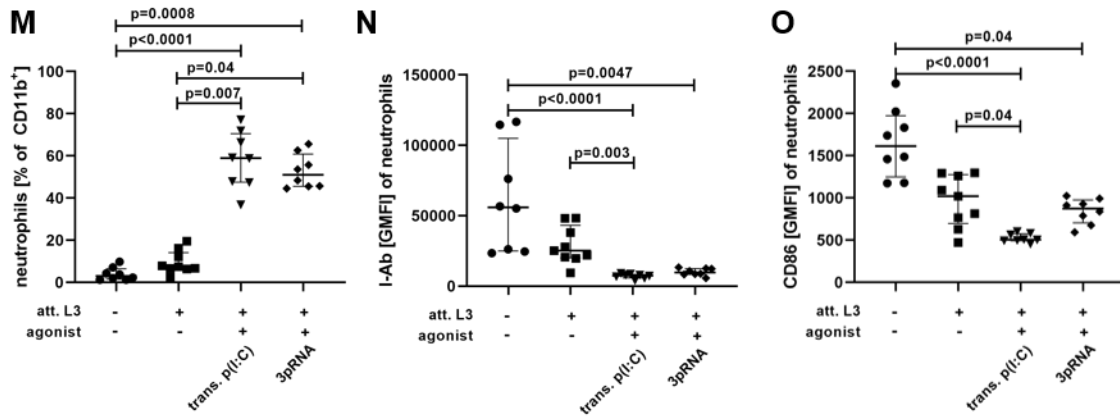 M
p=0.0008
p<0.0001
p=0.04
p=0.007
neutrophils [% of CD11b+]
100
80
60
40
20
0
att. L3 - + + +
agonist - - + +
trans. p(I:C)
3pRNA
N
p=0.0047
p<0.0001
p=0.003
I-Ab [GMFI] of neutrophils
150000
100000
50000
0
- + + +
- - + +
trans. p(I:C)
3pRNA
O
p=0.04
p<0.0001
p=0.04
CD86 [GMFI] of neutrophils
2500
2000
1500
1000
500
0
att. L3 - + + +
agonist - - + +
trans. p(I:C)
3pRNA